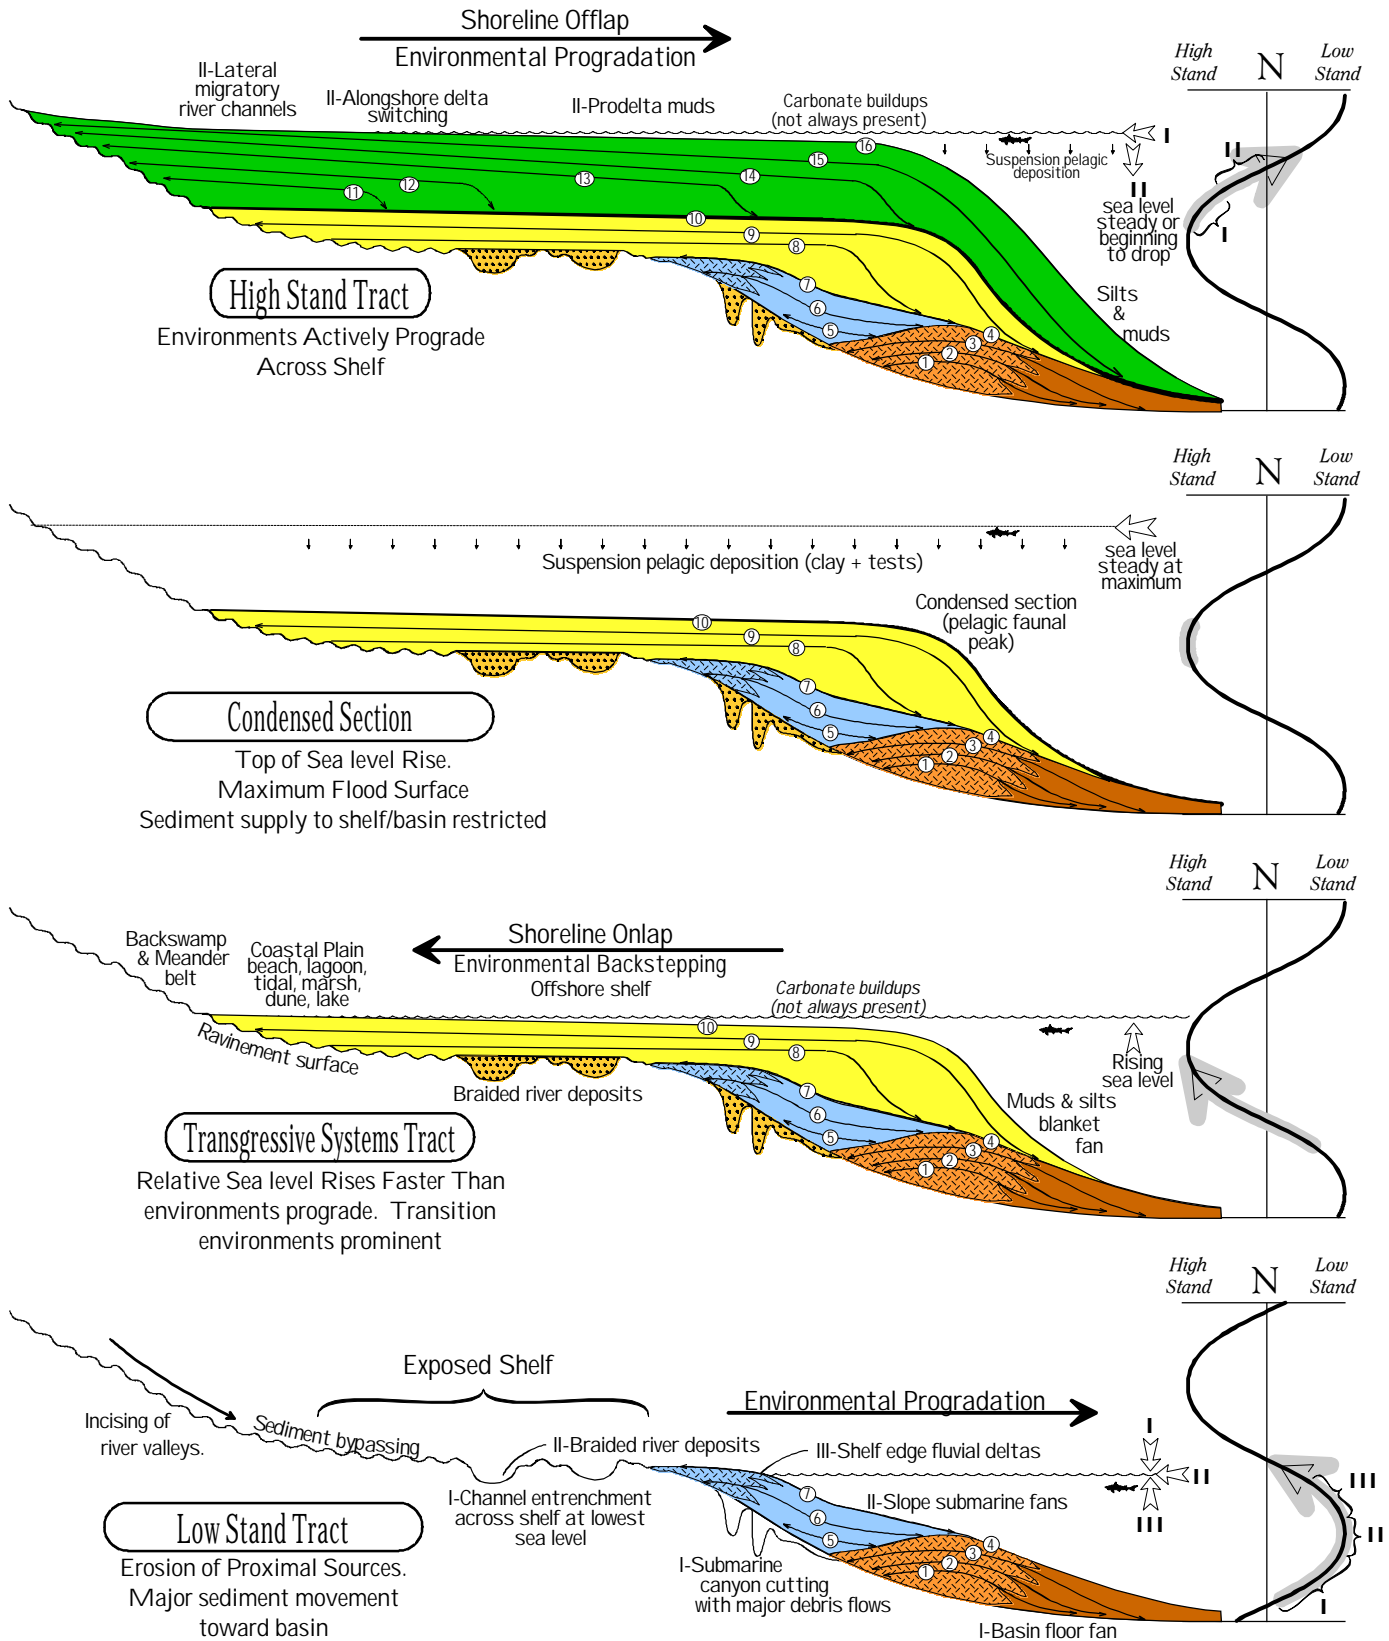 Shoreline Offlap
Environmental Progradation
High
Stand
N
Low
Stand
II-Lateral
migratory
river channels
II-Alongshore delta
switching
II-Prodelta muds
Carbonate buildups
(not always present)
I
II
Suspension pelagic
deposition
II
sea level
steady or
beginning
to drop
I
16
15
14
13
12
11
10
9
8
7
6
5
4
3
2
1
Silts
&
muds
High Stand Tract
Environments Actively Prograde
Across Shelf
High
Stand
N
Low
Stand
sea level
steady at
maximum
Suspension pelagic deposition (clay + tests)
Condensed section
(pelagic faunal
peak)
10
9
8
7
6
5
4
3
2
1
Condensed Section
Top of Sea level Rise.
Maximum Flood Surface
Sediment supply to shelf/basin restricted
High
Stand
N
Low
Stand
Backswamp
& Meander
belt
Coastal Plain
beach, lagoon,
tidal, marsh,
dune, lake
Shoreline Onlap
Environmental Backstepping
Offshore shelf
Carbonate buildups
(not always present)
Ravinement surface
Rising
sea level
10
9
8
7
6
5
4
3
2
1
Braided river deposits
Muds & silts
blanket
fan
Transgressive Systems Tract
Relative Sea level Rises Faster Than
environments prograde. Transition
environments prominent
High
Stand
N
Low
Stand
Exposed Shelf
Environmental Progradation
Incising of
river valleys.
Sediment bypassing
II-Braided river deposits
III-Shelf edge fluvial deltas
I
II
III
III
II
I
I-Channel entrenchment
across shelf at lowest
sea level
II-Slope submarine fans
7
6
5
4
3
2
1
Low Stand Tract
Erosion of Proximal Sources.
Major sediment movement
toward basin
I-Submarine
canyon cutting
with major debris flows
I-Basin floor fan